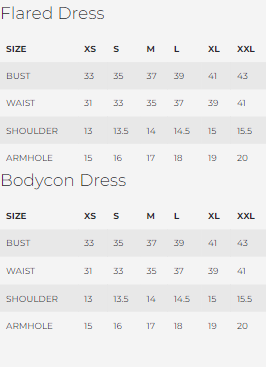 Flared Dress
SIZE XS S M L XL XXL
BUST 33 35 37 39 41 43
WAIST 31 33 35 37 39 41
SHOULDER 13 13.5 14 14.5 15 15.5
ARMHOLE 15 16 17 18 19 20
Bodycon Dress
SIZE XS S M L XL XXL
BUST 33 35 37 39 41 43
WAIST 31 33 35 37 39 41
SHOULDER 13 13.5 14 14.5 15 15.5
ARMHOLE 15 16 17 18 19 20